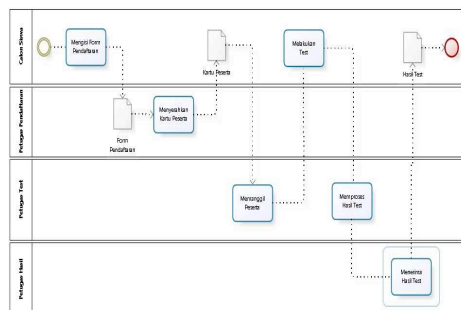 Calon Siswa
Mengisi Form
Pendaftaran
Kartu Peserta
Melakukan
Test
Hasil Test
Petugas Pendaftaran
Form
Pendaftaran
Menyerahkan
Kartu Peserta
Petugas Test
Memanggil
Peserta
Memproses
Hasil Test
Petugas Hasil
Menerima
Hasil Test